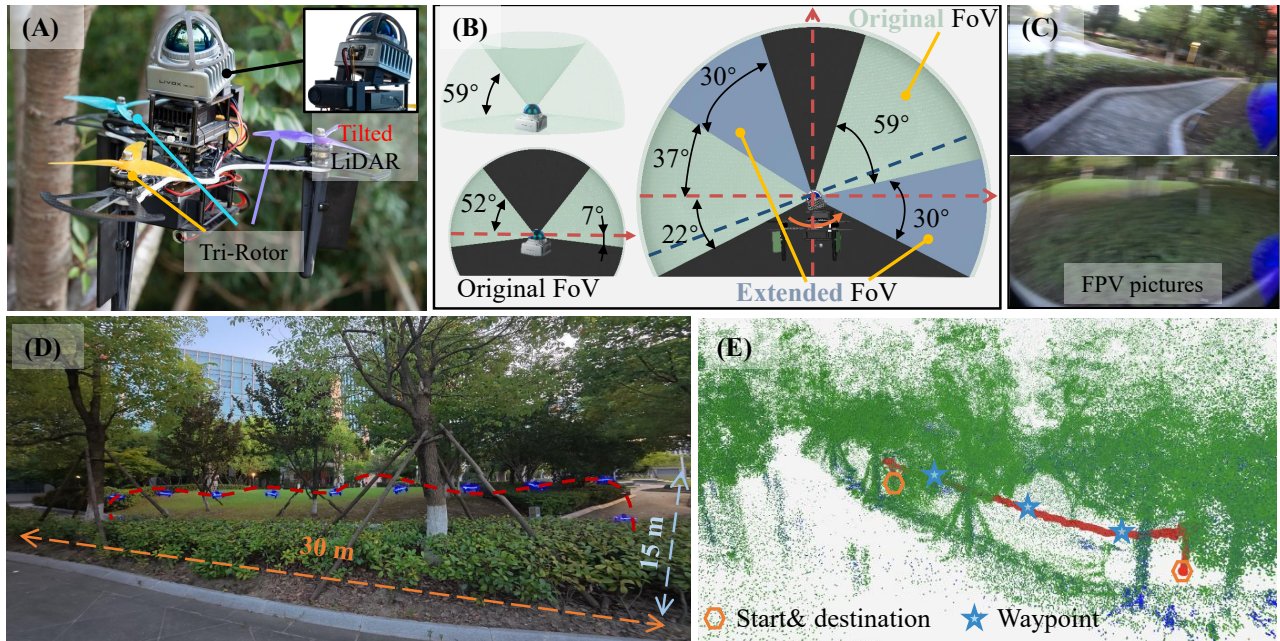 (A)
LIVOX
Tilted
LiDAR
Tri-Rotor
(B)
59°
52°
7°
Original FoV
Original FoV
30°
59°
37°
22°
30°
Extended FoV
(C)
FPV pictures
(D)
30 m
15 m
(E)
Start& destination
Waypoint